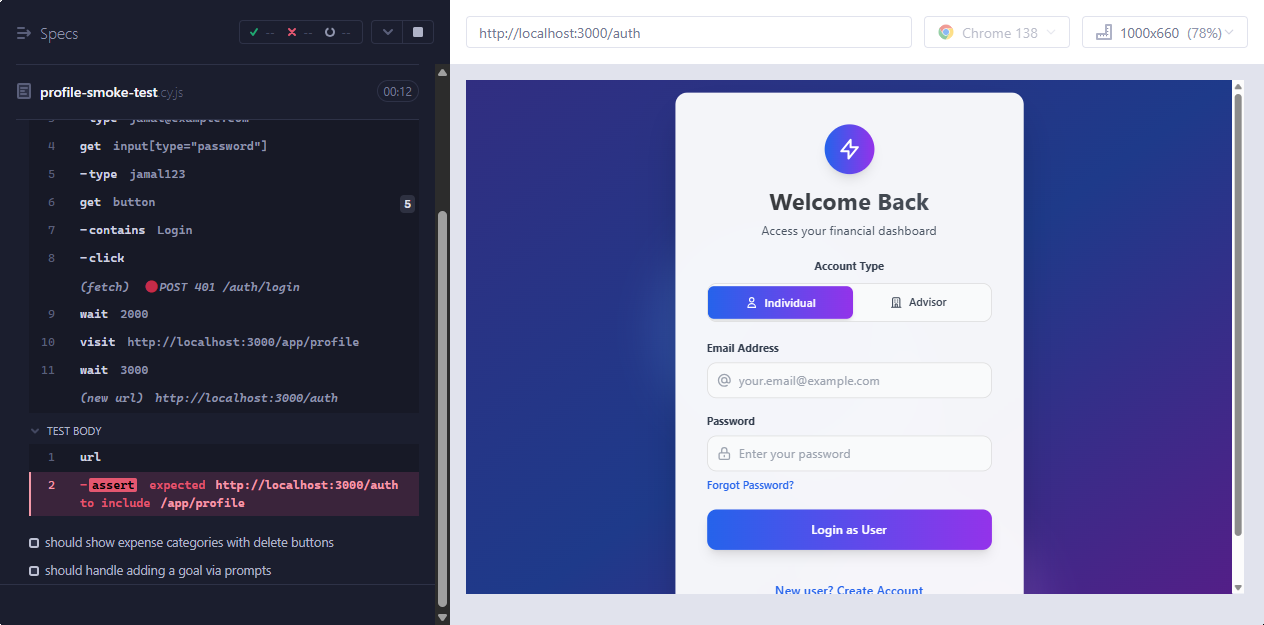 Specs
-- -- --
profile-smoke-test.cy.js
00:12
3 -type jamal@example.com
4 get input[type="password"]
5 -type jamal123
6 get button 5
7 -contains Login
8 -click
(fetch) POST 401 /auth/login
9 wait 2000
10 visit http://localhost:3000/app/profile
11 wait 3000
(new url) http://localhost:3000/auth
TEST BODY
1 url
2 -assert expected http://localhost:3000/auth
to include /app/profile
should show expense categories with delete buttons
should handle adding a goal via prompts
http://localhost:3000/auth
Chrome 138
1000x660 (78%)
Welcome Back
Access your financial dashboard
Account Type
Individual
Advisor
Email Address
your.email@example.com
Password
Enter your password
Forgot Password?
Login as User
New user? Create Account